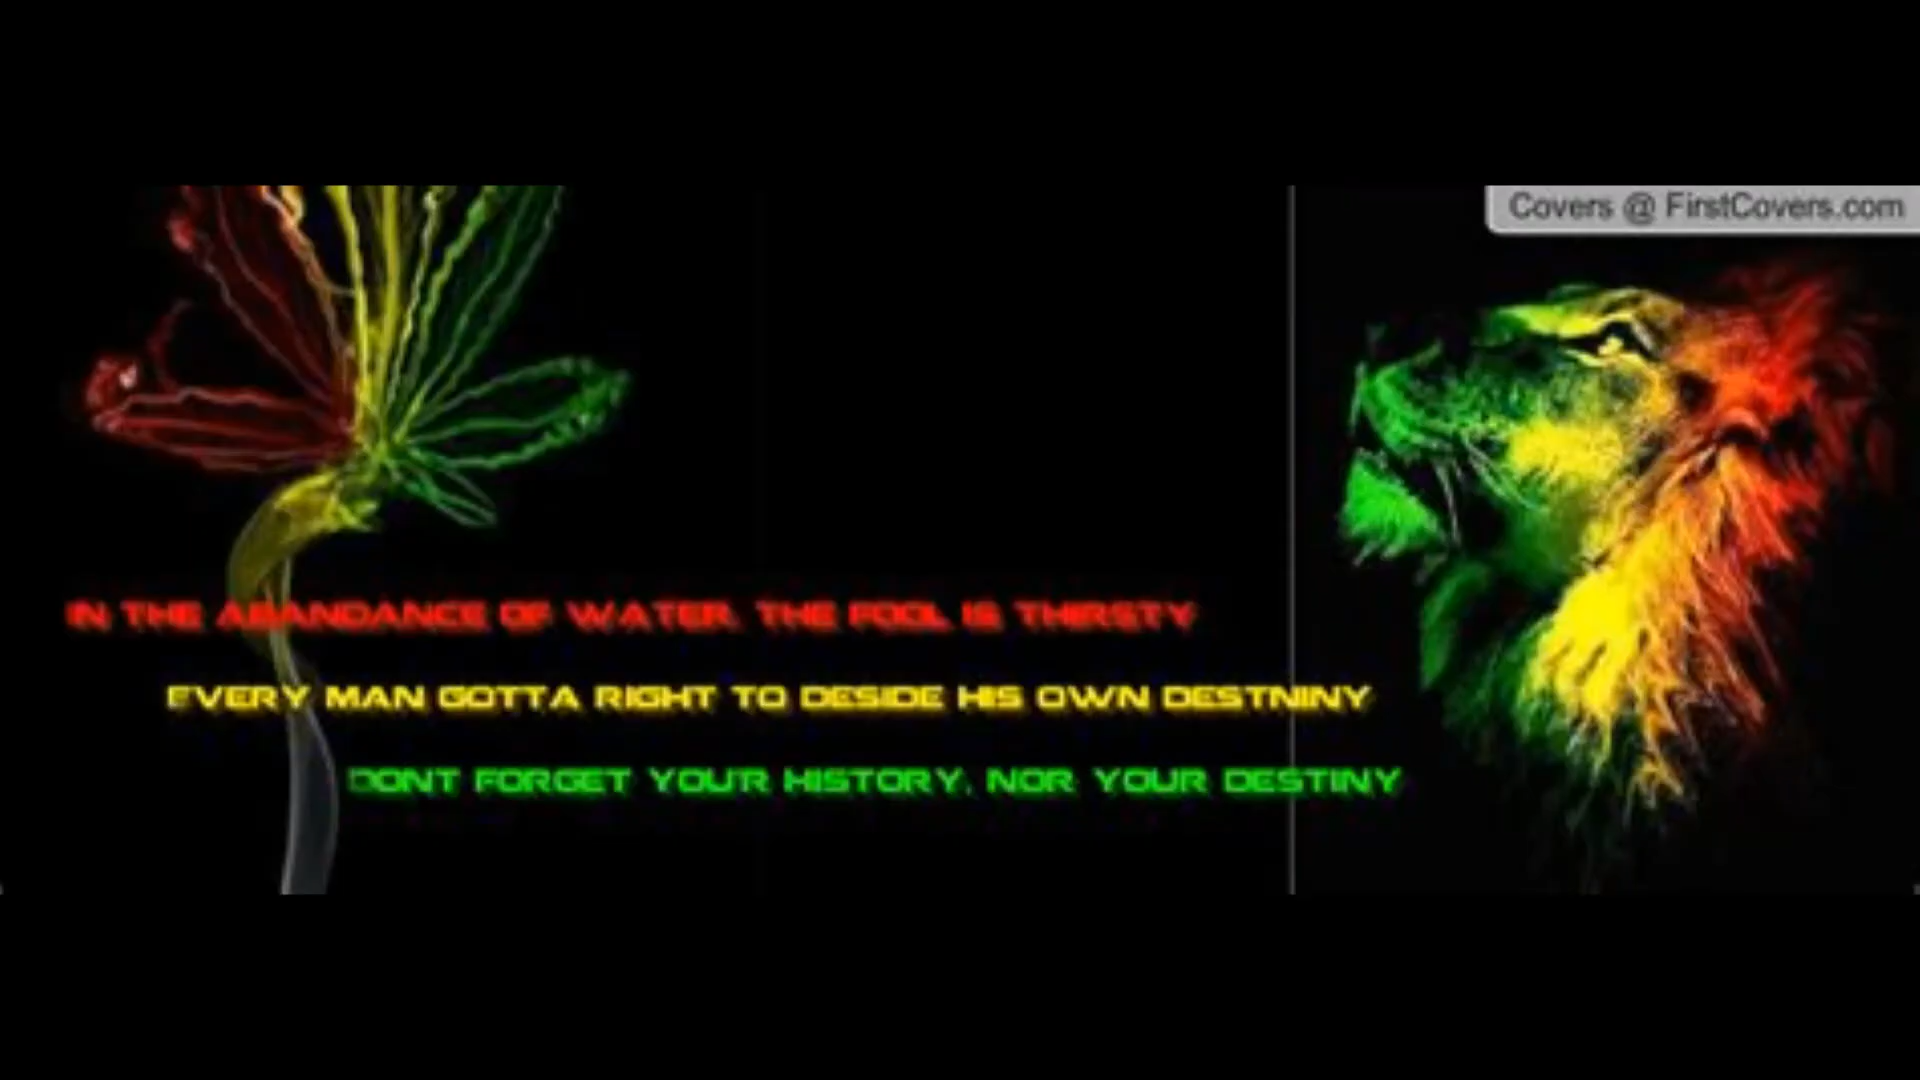 Covers @ FirstCovers.com
IN THE ABANDANCE OF WATER, THE FOOL IS THIRSTY
EVERY MAN GOTTA RIGHT TO DESIDE HIS OWN DESTNINY
DONT FORGET YOUR HISTORY, NOR YOUR DESTINY